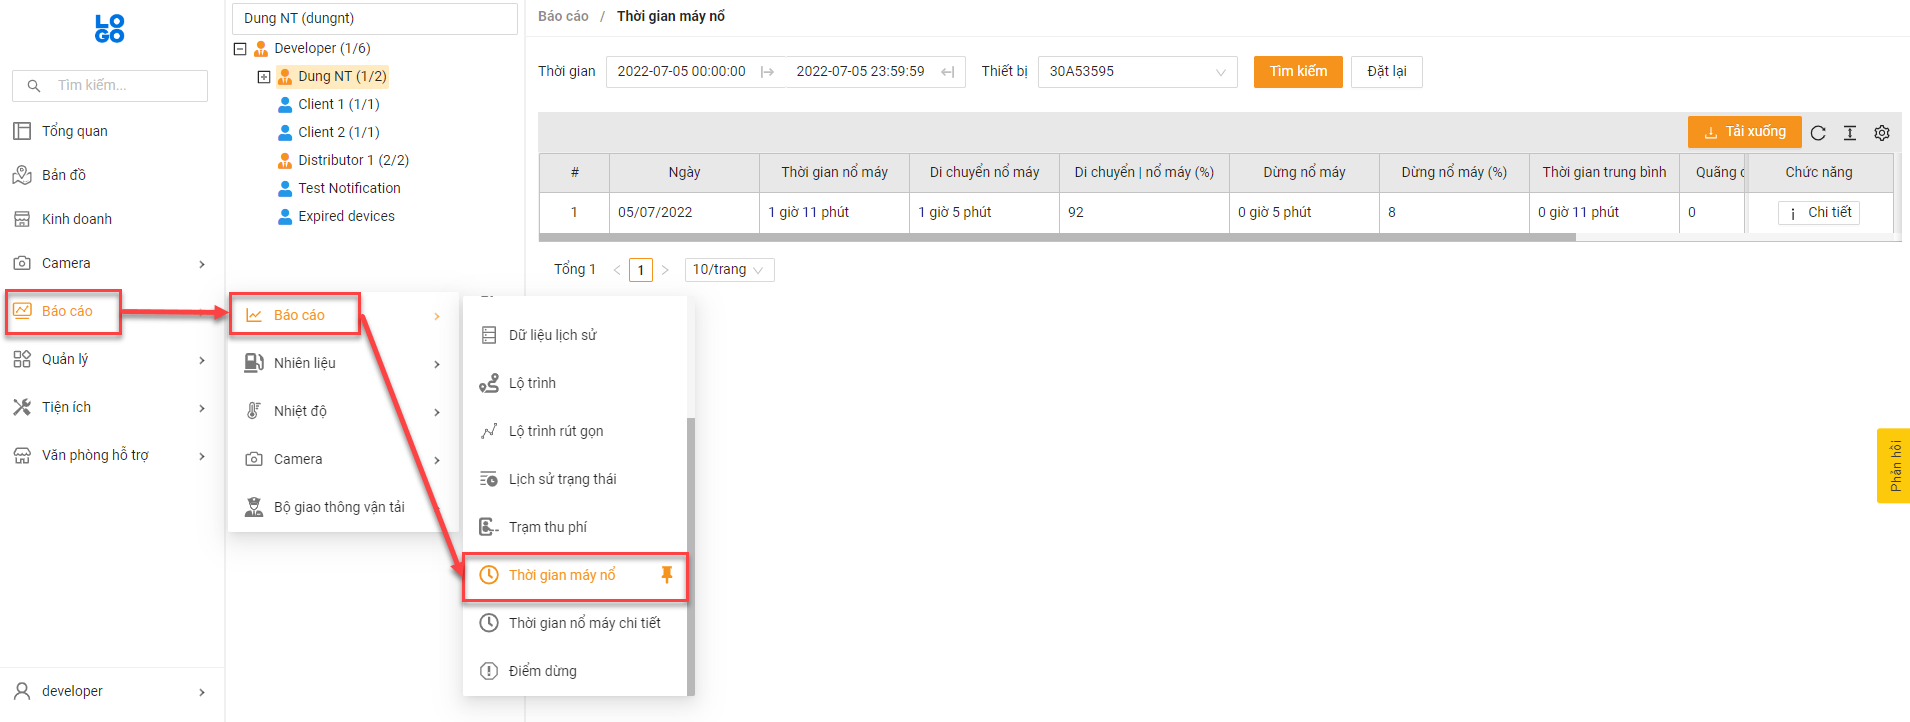 LO
GO
Tìm kiếm...
Tổng quan
Bản đồ
Kinh doanh
Camera
Báo cáo
Quản lý
Tiện ích
Văn phòng hỗ trợ
developer
Dung NT (dungnt)
Developer (1/6)
Dung NT (1/2)
Client 1 (1/1)
Client 2 (1/1)
Distributor 1 (2/2)
Test Notification
Expired devices
Báo cáo
Nhiên liệu
Nhiệt độ
Camera
Bộ giao thông vận tải
Dữ liệu lịch sử
Lộ trình
Lộ trình rút gọn
Lịch sử trạng thái
Trạm thu phí
Thời gian máy nổ
Thời gian nổ máy chi tiết
Điểm dừng
Báo cáo / Thời gian máy nổ
Thời gian 2022-07-05 00:00:00 2022-07-05 23:59:59 Thiết bị 30A53595 Tìm kiếm Đặt lại
Tải xuống
# Ngày Thời gian nổ máy Di chuyển nổ máy Di chuyển | nổ máy (%) Dừng nổ máy Dừng nổ máy (%) Thời gian trung bình Quãng Chức năng
1 05/07/2022 1 giờ 11 phút 1 giờ 5 phút 92 0 giờ 5 phút 8 0 giờ 11 phút 0 Chi tiết
Tổng 1 < 1 > 10/trang
Phản hồi